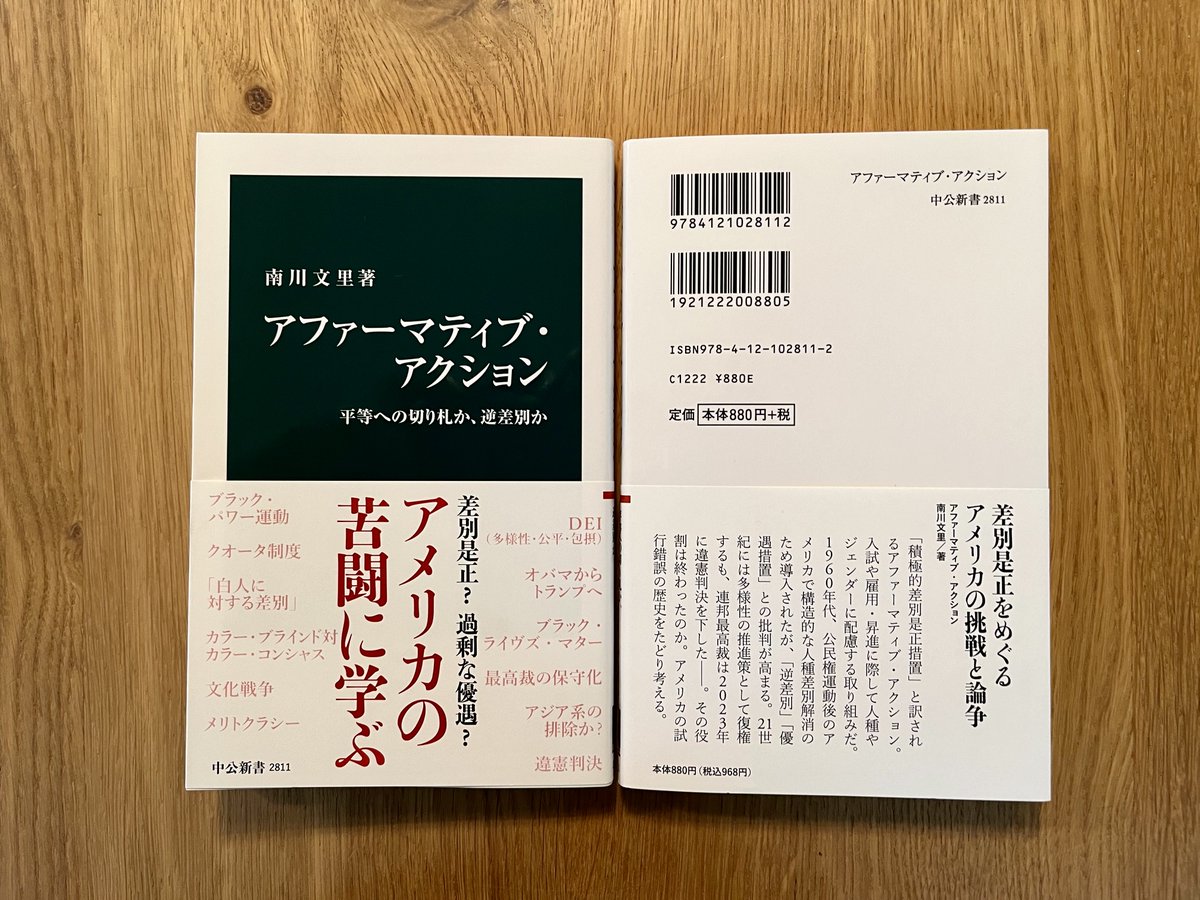 南川文里著
アファーマティブ・
アクション
平等への切り札か、逆差別か
差別是正？ 過剰な優遇？
アメリカの
苦闘に学ぶ
ブラック・
パワー運動
クオータ制度
「白人に
対する差別」
カラー・ブラインド対
カラー・コンシャス
文化戦争
メリトクラシー
DEI
（多様性・公平・包摂）
オバマから
トランプへ
ブラック・
ライヴズ・マター
最高裁の保守化
アジア系の
排除か?
違憲判決
中公新書 2811
アファーマティブ・アクション
中公新書 2811
9784121028112
1921222008805
ISBN978-4-12-102811-2
C1222 ¥880E
定価 本体880円+税
差別是正をめぐる
アメリカの挑戦と論争
アファーマティブ・アクション
南川文里／著
「積極的差別是正措置」と訳され
るアファーマティブ・アクション。
入試や雇用・昇進に際して人種や
ジェンダーに配慮する取り組みだ。
1960年代、公民権運動後のア
メリカで構造的な人種差別解消の
ため導入されたが、「逆差別」「優
遇措置」との批判が高まる。21世
紀には多様性の推進策として復権
するも、連邦最高裁は2023年
に違憲判決を下した――。その役
割は終わったのか。アメリカの試
行錯誤の歴史をたどり考える。
本体880円（税込968円）